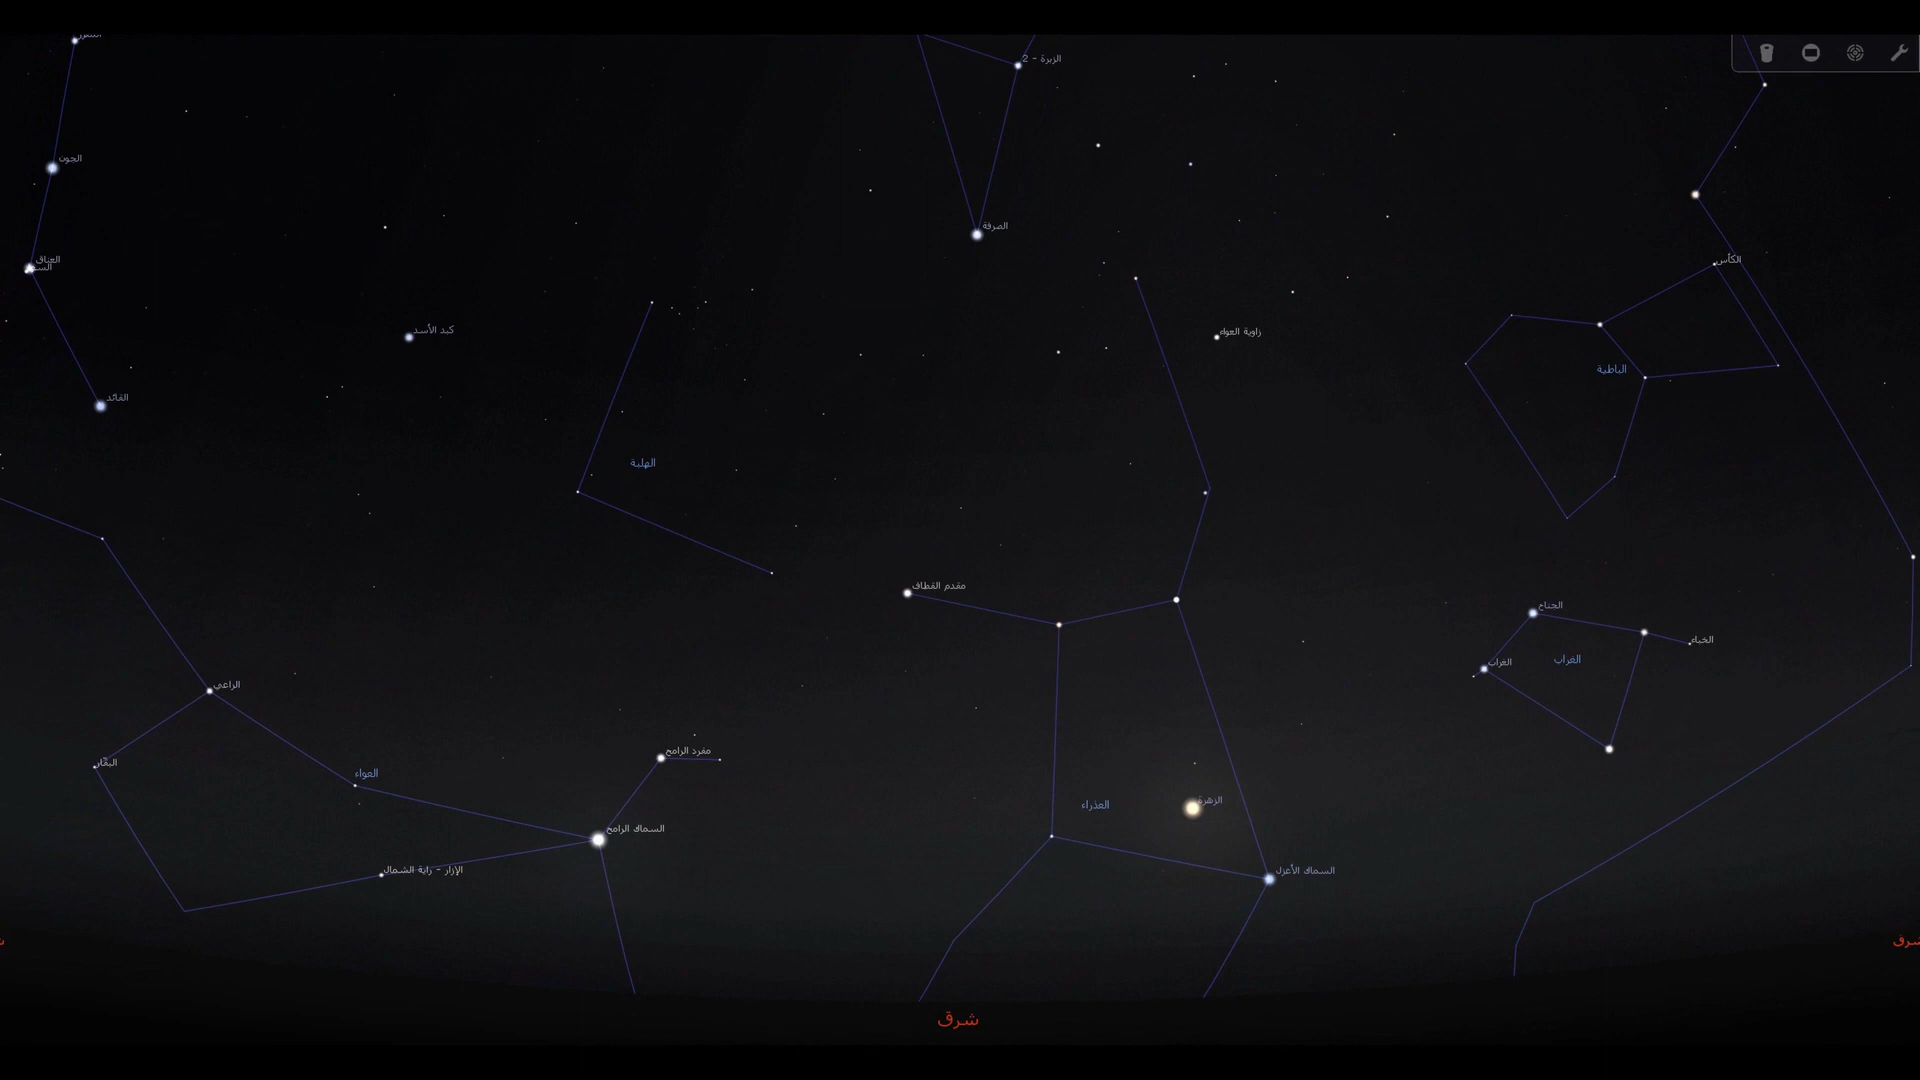 الزبرة - 2
الجون
الصرفة
العناق
الكأس
كبد الأسد
زاوية العواء
الباطية
القائد
الهلبة
مقدم القطاف
الجناح
الخباء
الغراب
الغراب
الراعي
مفرد الرامح
البقار
العواء
الزهرة
العذراء
السماك الرامح
الإزار - راية الشمال
السماك الأعزل
شرق